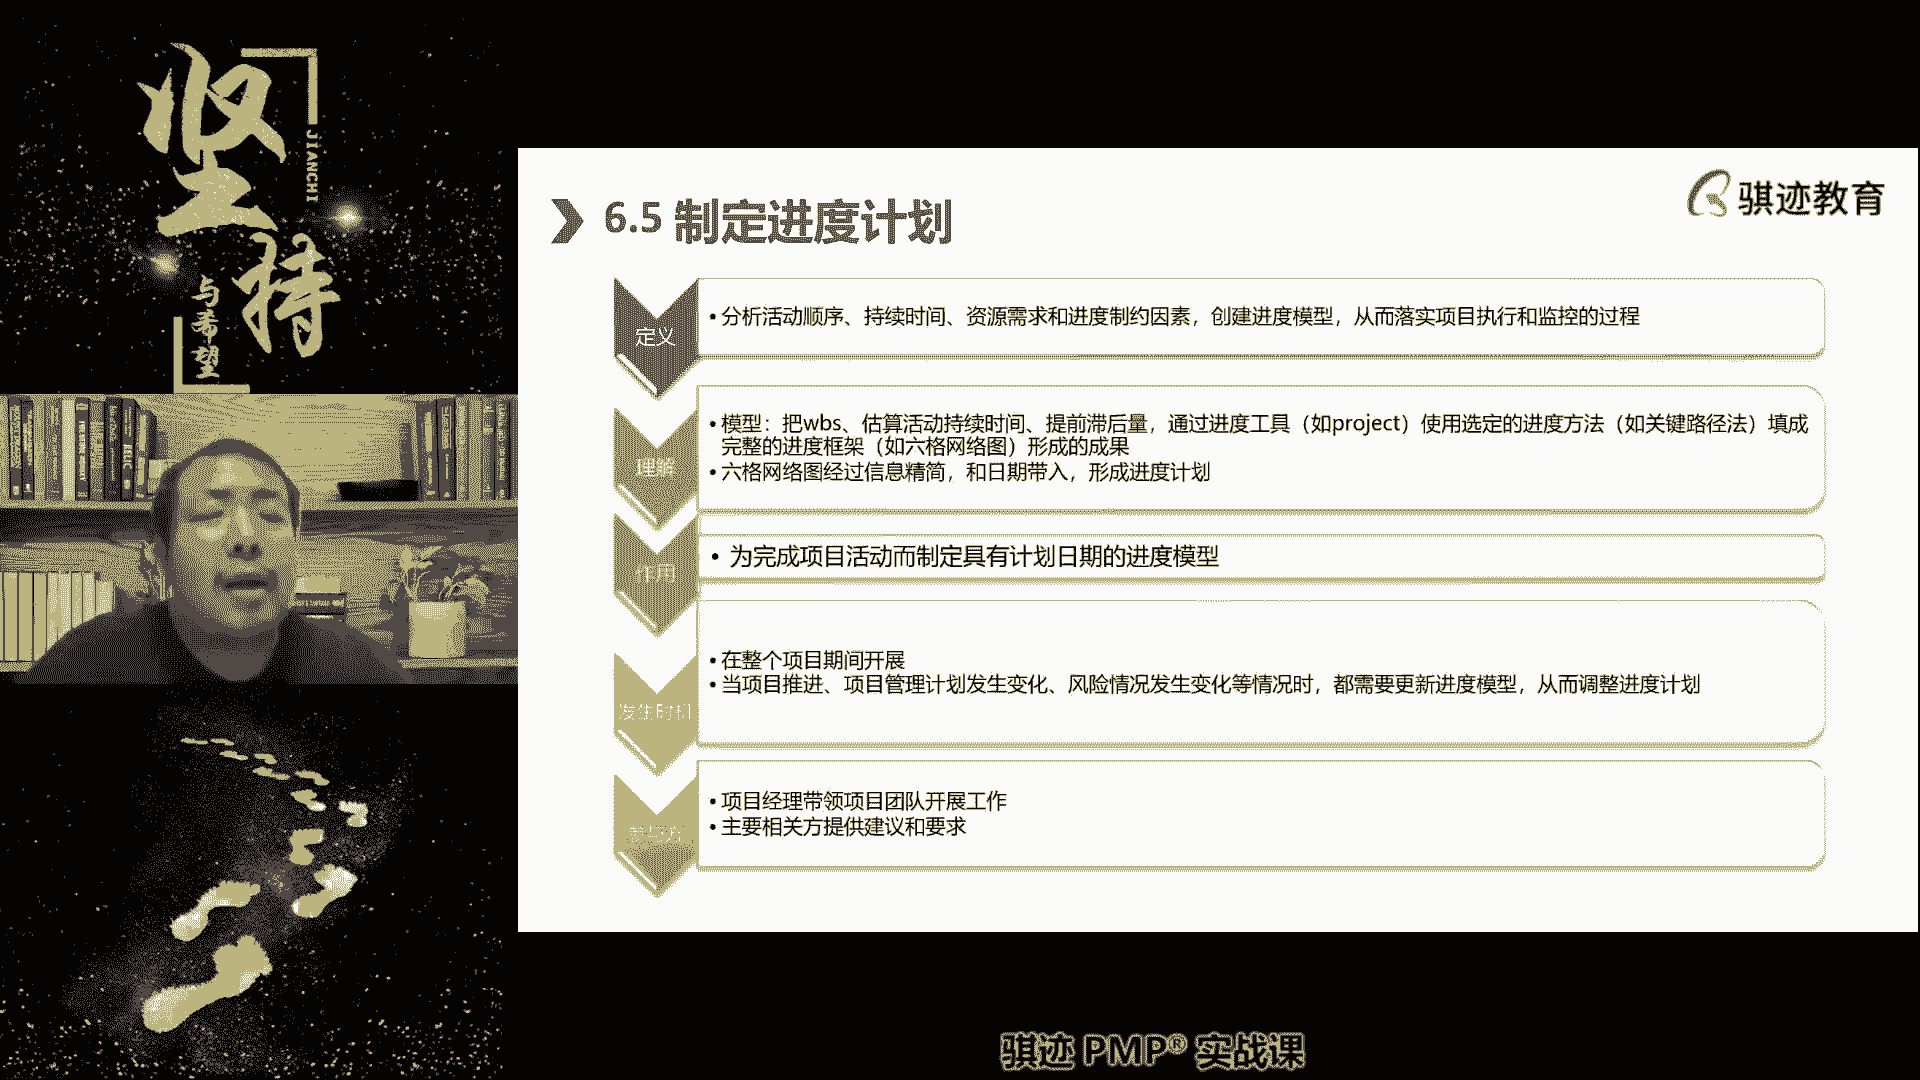 坚持
JIANCHI
与希望
骐迹教育
6.5 制定进度计划
定义
•分析活动顺序、持续时间、资源需求和进度制约因素，创建进度模型，从而落实项目执行和监控的过程
理解
•模型：把wbs、估算活动持续时间、提前滞后量，通过进度工具（如project）使用选定的进度方法（如关键路径法）填成
完整的进度框架（如六格网络图）形成的成果
•六格网络图经过信息精简，和日期带入，形成进度计划
作用
• 为完成项目活动而制定具有计划日期的进度模型
发生时机
•在整个项目期间开展
•当项目推进、项目管理计划发生变化、风险情况发生变化等情况时，都需要更新进度模型，从而调整进度计划
参与方
•项目经理带领项目团队开展工作
•主要相关方提供建议和要求
骐迹 PMP® 实战课